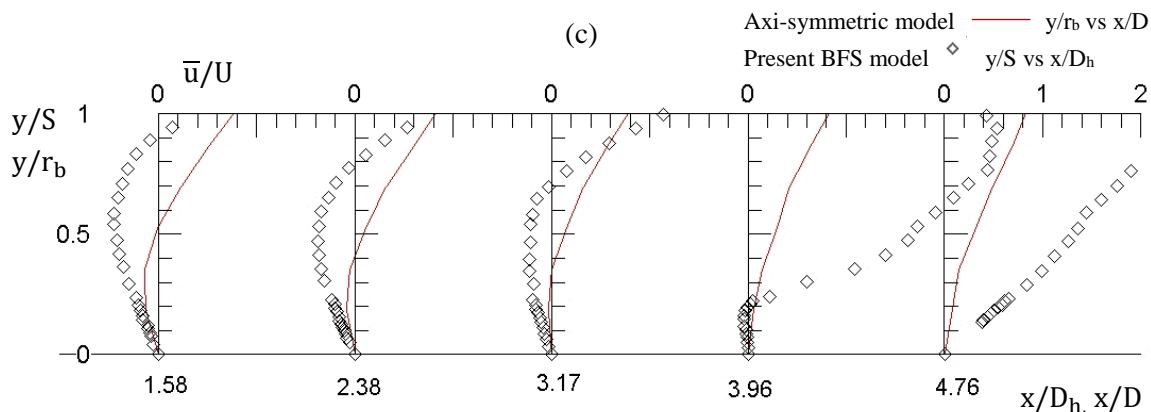 (c)
Axi-symmetric model y/r_b vs x/D
Present BFS model y/S vs x/D_h
u̅/U
0 0 0 0 0 1 2
y/S 1
y/r_b
0.5
0
1.58 2.38 3.17 3.96 4.76
x/D_h, x/D